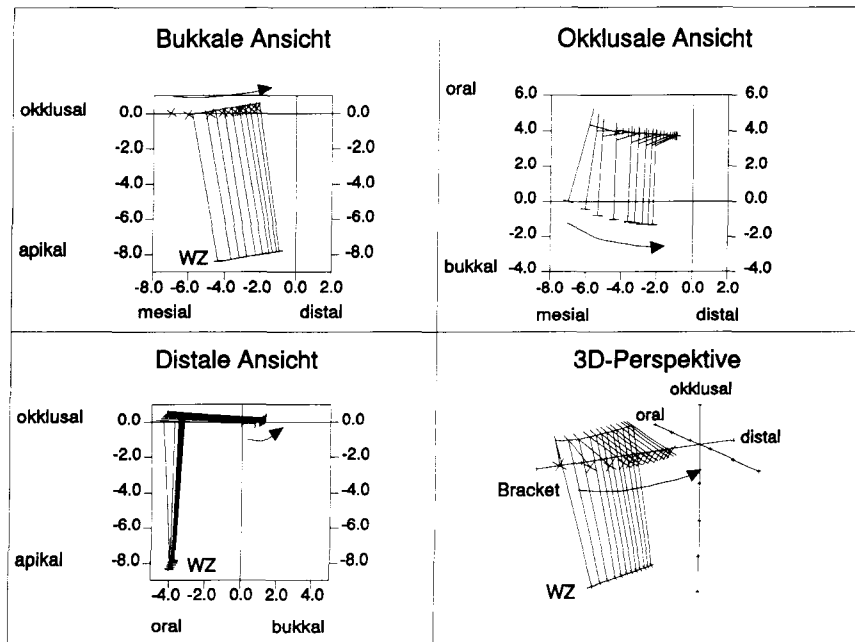 Bukkale Ansicht
okklusal
0.0
-2.0
-4.0
-6.0
apikal
-8.0
0.0
-2.0
-4.0
-6.0
-8.0
WZ
-8.0 -6.0 -4.0 -2.0 0.0 2.0
mesial distal
Okklusale Ansicht
oral
6.0
4.0
2.0
0.0
-2.0
bukkal
-4.0
6.0
4.0
2.0
0.0
-2.0
-4.0
-8.0 -6.0 -4.0 -2.0 0.0 2.0
mesial distal
Distale Ansicht
okklusal
0.0
-2.0
-4.0
-6.0
apikal
-8.0
0.0
-2.0
-4.0
-6.0
-8.0
WZ
-4.0 -2.0 0.0 2.0 4.0
oral bukkal
3D-Perspektive
okklusal
oral
distal
Bracket
WZ